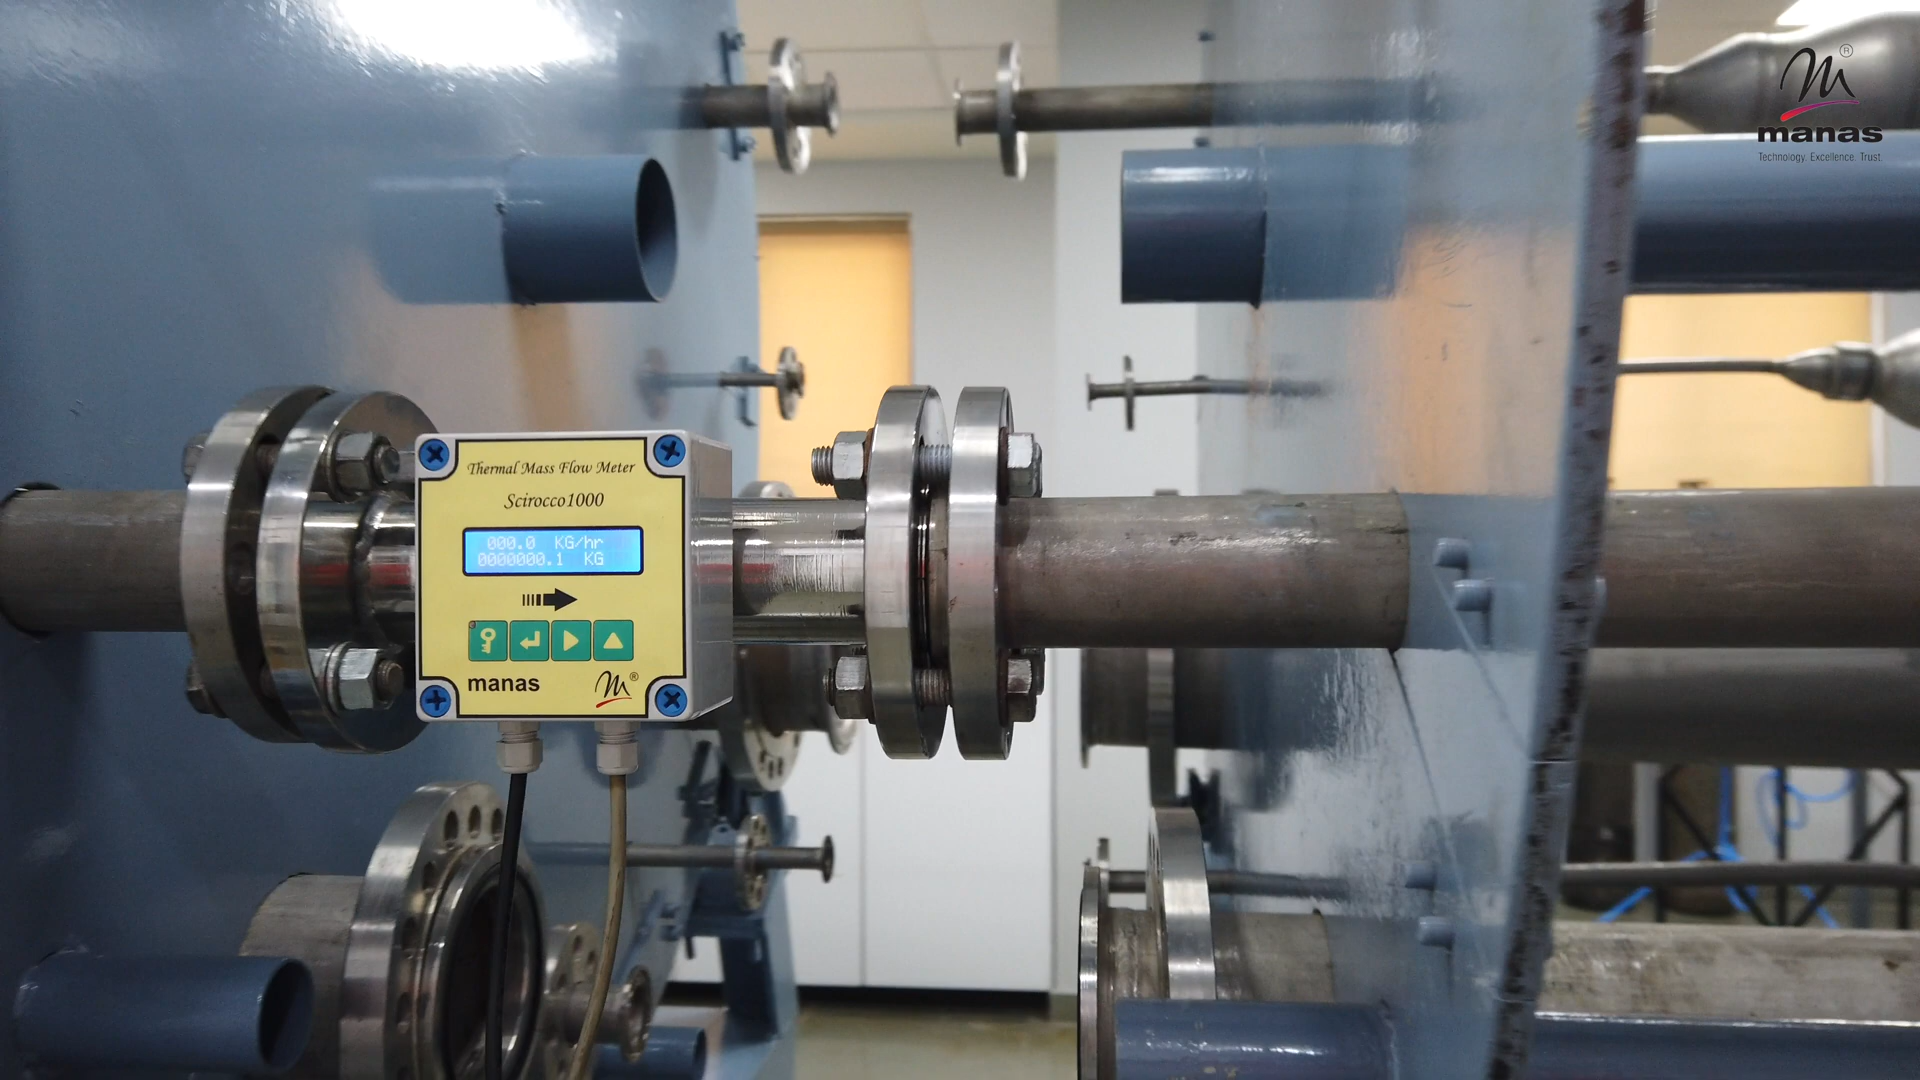 Thermal Mass Flow Meter
Scirocco1000
000.0 KG/hr
0000000.1 KG
manas
m®
m®
manas
Technology. Excellence. Trust.